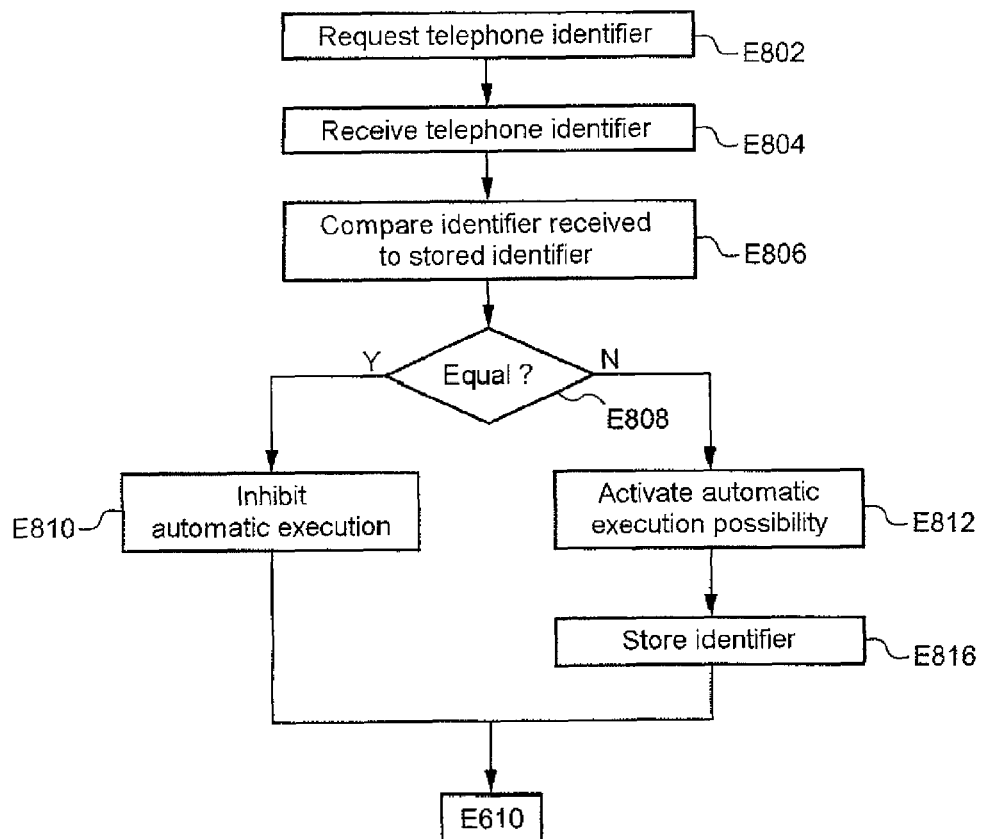 Request telephone identifier
E802
Receive telephone identifier
E804
Compare identifier received
to stored identifier
E806
Y
Equal ?
N
E808
Inhibit
automatic execution
E810
Activate automatic
execution possibility
E812
Store identifier
E816
E610